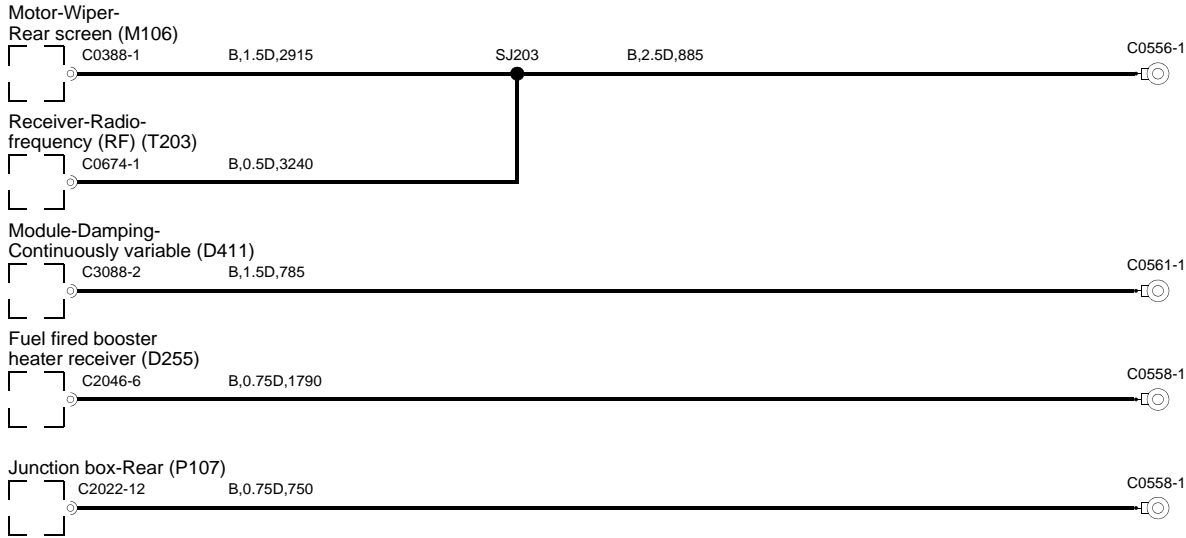 Motor-Wiper-
Rear screen (M106)
C0388-1 B,1.5D,2915 SJ203 B,2.5D,885 C0556-1
Receiver-Radio-
frequency (RF) (T203)
C0674-1 B,0.5D,3240
Module-Damping-
Continuously variable (D411)
C3088-2 B,1.5D,785 C0561-1
Fuel fired booster
heater receiver (D255)
C2046-6 B,0.75D,1790 C0558-1
Junction box-Rear (P107)
C2022-12 B,0.75D,750 C0558-1